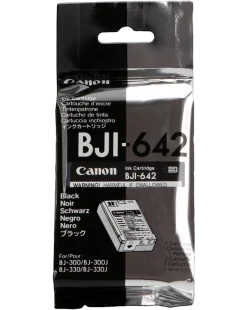 Canon
Ink Cartridge
Cartouche d'encre
Tintenpatrone
Cartucho de tinta
Cartuccia inchiostro
インクカートリッジ
BJI-642
Canon
Ink Cartridge
BJI-642
WARNING! HARMFUL IF SWALLOWED.
Black
Noir
Schwarz
Negro
Nero
ブラック
For/Pour:
BJ-300/BJ-300J
BJ-330/BJ-330J